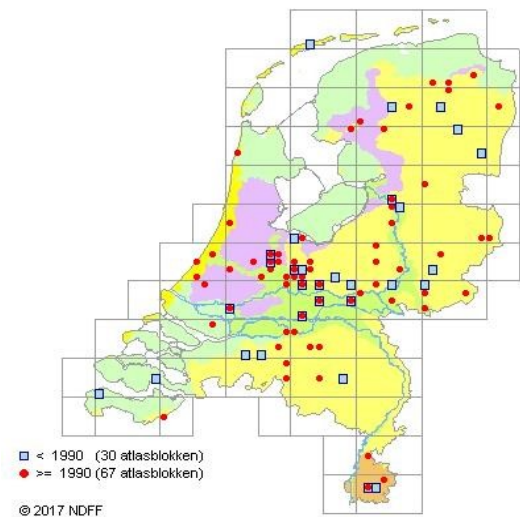 < 1990 (30 atlasblokken)
>= 1990 (67 atlasblokken)
© 2017 NDFF